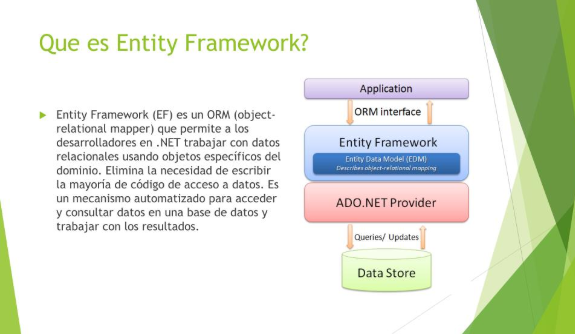 Que es Entity Framework?
Entity Framework (EF) es un ORM (object-
relational mapper) que permite a los
desarrolladores en .NET trabajar con datos
relacionales usando objetos específicos del
dominio. Elimina la necesidad de escribir
la mayoría de código de acceso a datos. Es
un mecanismo automatizado para acceder
y consultar datos en una base de datos y
trabajar con los resultados.
Application
ORM interface
Entity Framework
Entity Data Model (EDM)
Describes object-relational mapping
ADO.NET Provider
Queries/ Updates
Data Store